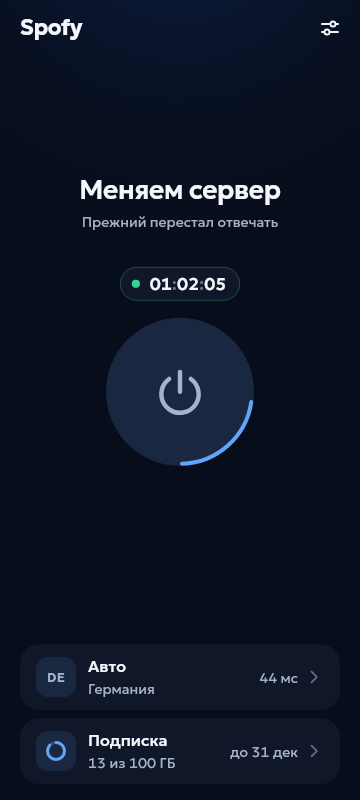 Spofy
Меняем сервер
Прежний перестал отвечать
01:02:05
DE
Авто
Германия
44 мс
Подписка
13 из 100 ГБ
до 31 дек